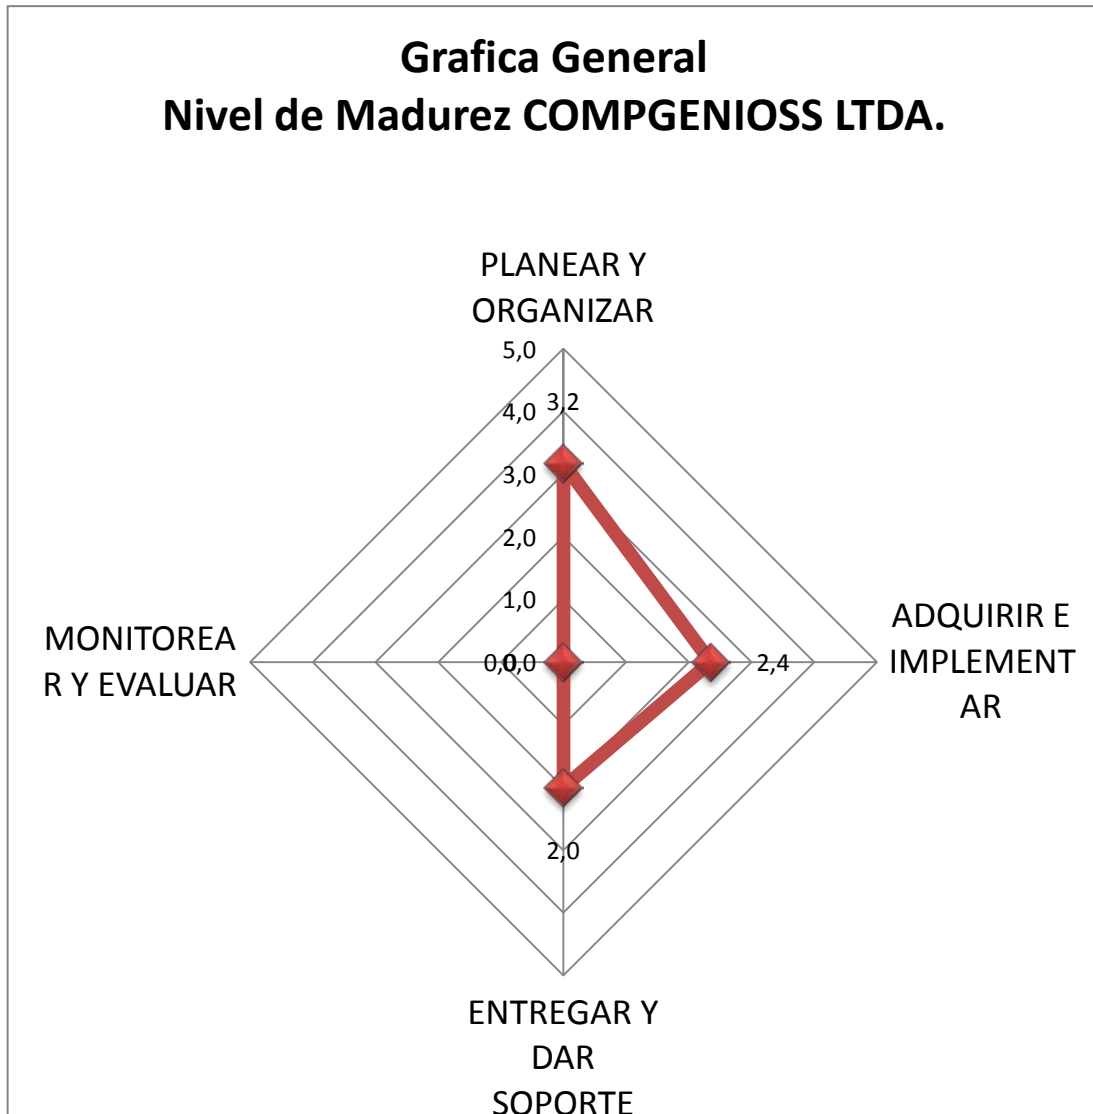 Grafica General
Nivel de Madurez COMPGENIOSS LTDA.
PLANEAR Y
ORGANIZAR
5,0
4,0
3,2
3,0
2,0
1,0
0,0
0,0
2,4
2,0
MONITOREA
R Y EVALUAR
ADQUIRIR E
IMPLEMENT
AR
ENTREGAR Y
DAR
SOPORTE